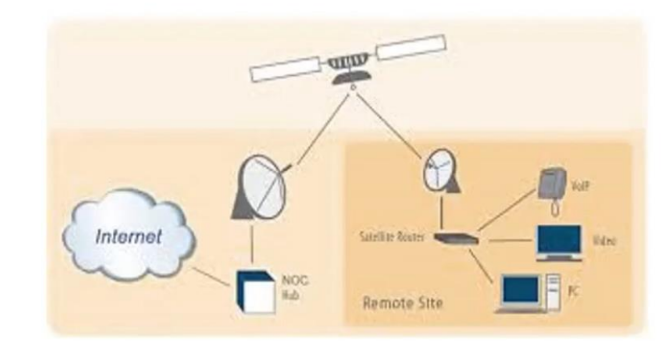 Internet
NOC
Hub
Satellite Router
VoIP
Video
PC
Remote Site